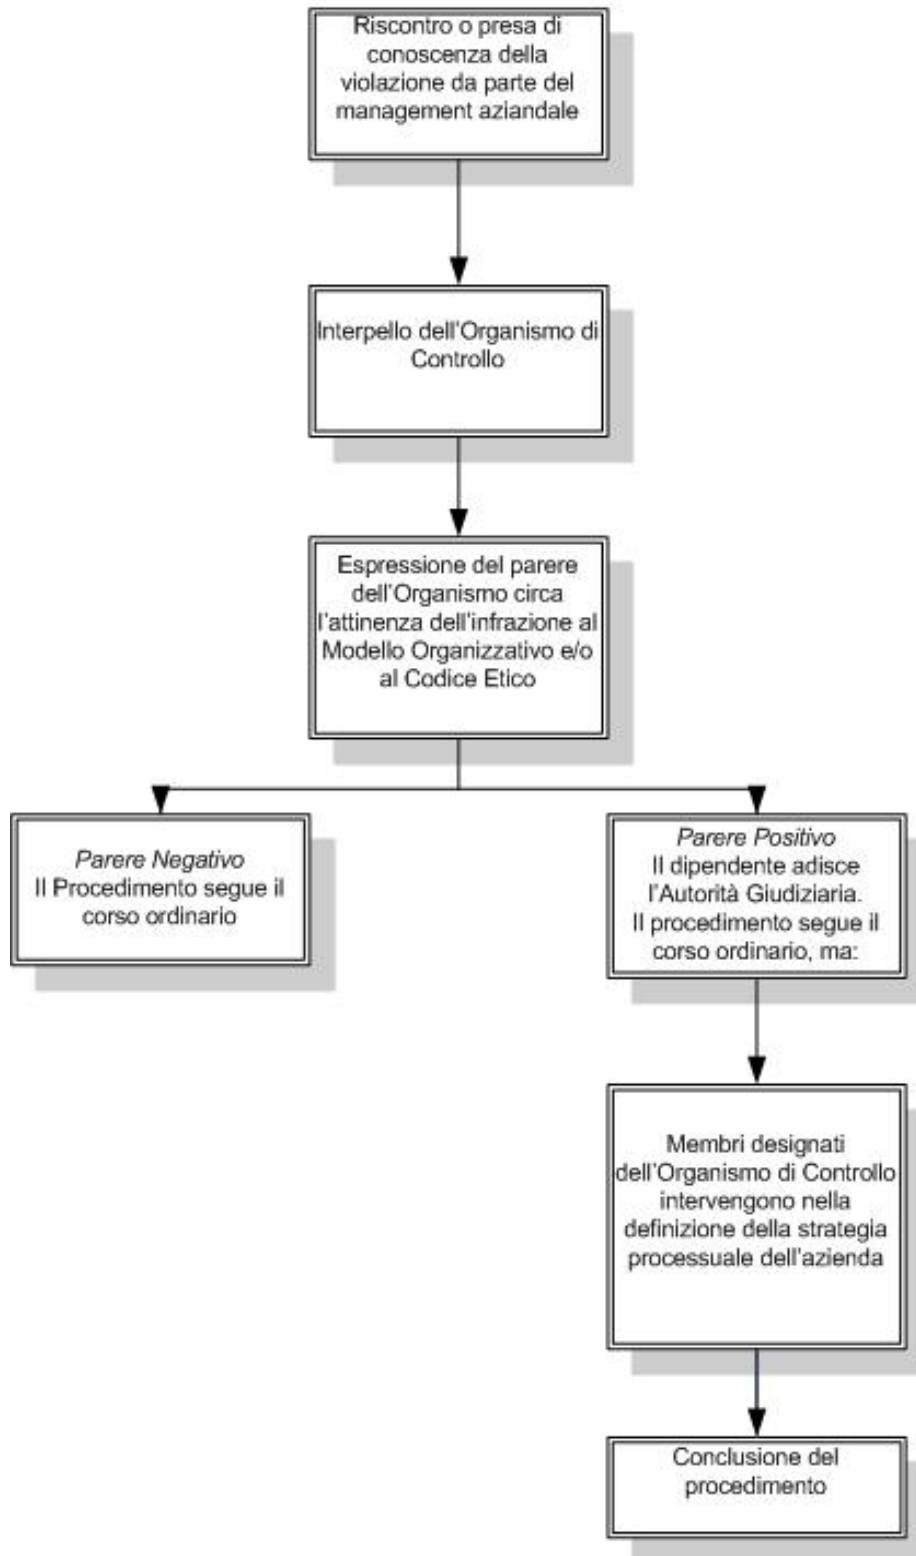 Riscontro o presa di
conoscenza della
violazione da parte del
management aziandale
Interpello dell'Organismo di
Controllo
Espressione del parere
dell'Organismo circa
l'attinenza dell'infrazione al
Modello Organizzativo e/o
al Codice Etico
Parere Negativo
Il Procedimento segue il
corso ordinario
Parere Positivo
Il dipendente adisce
l'Autorità Giudiziaria.
Il procedimento segue il
corso ordinario, ma:
Membri designati
dell'Organismo di Controllo
intervengono nella
definizione della strategia
processuale dell'azienda
Conclusione del
procedimento